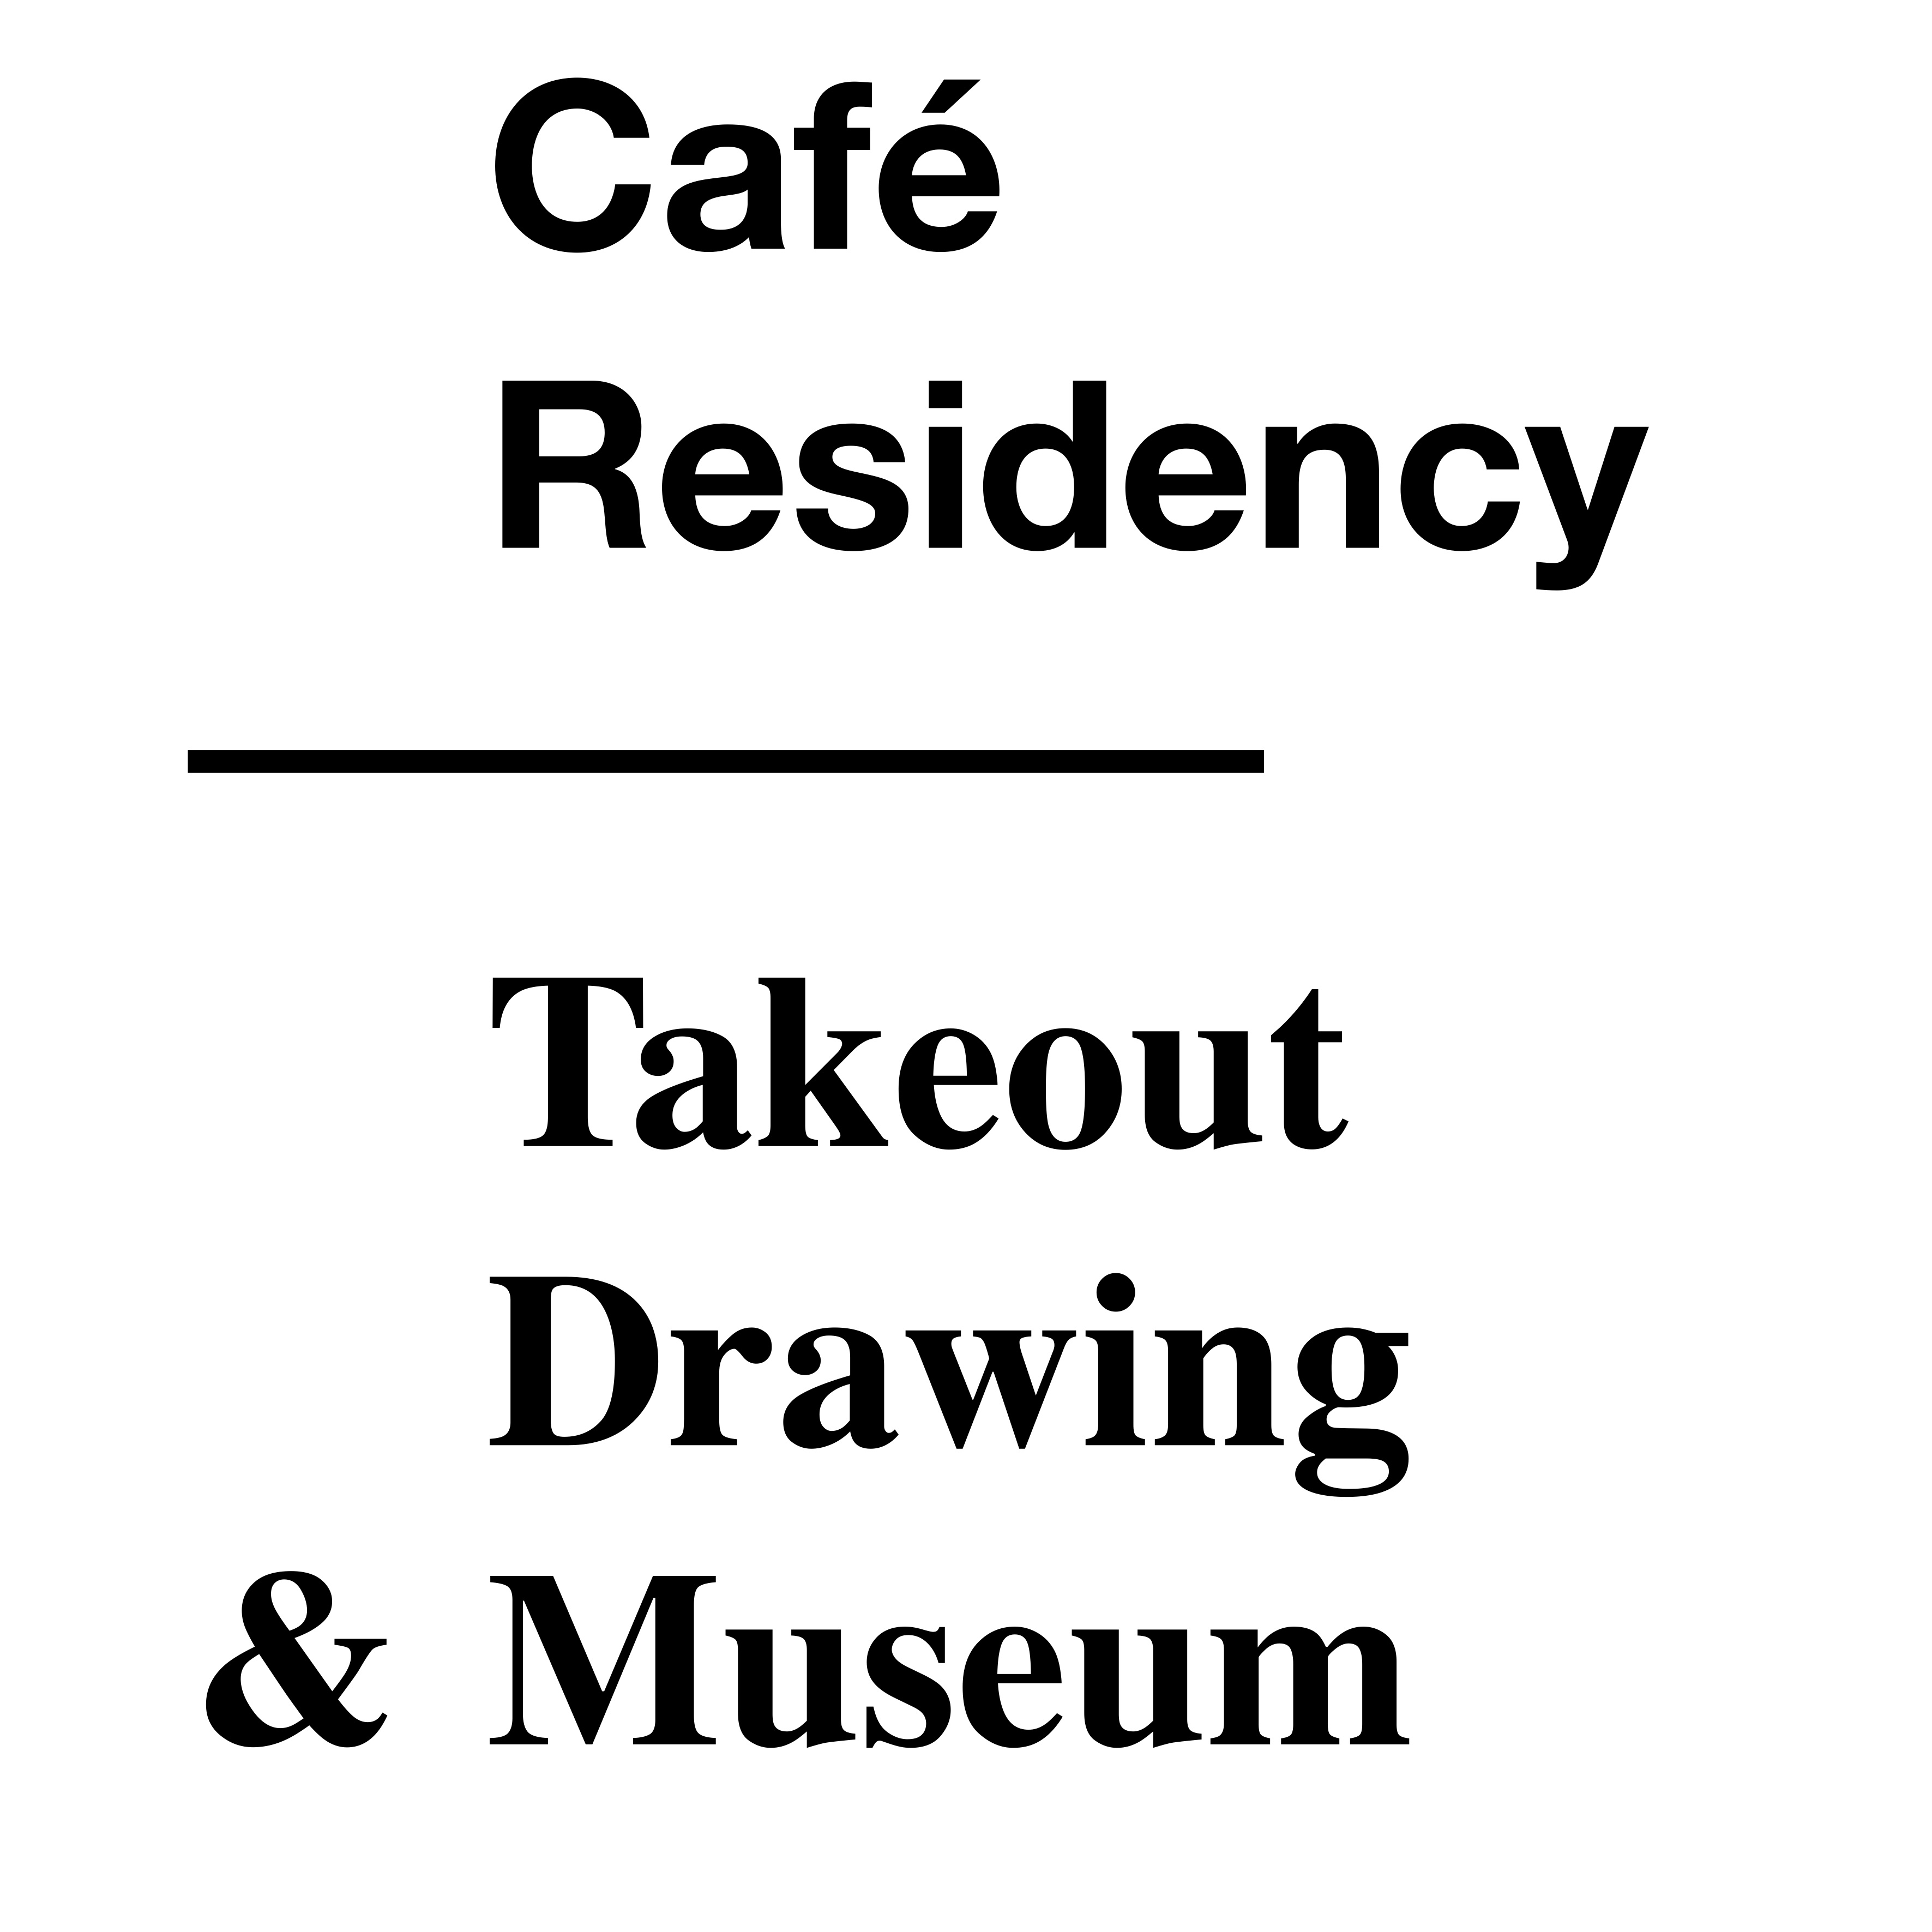 Café
Residency
Takeout
Drawing
& Museum